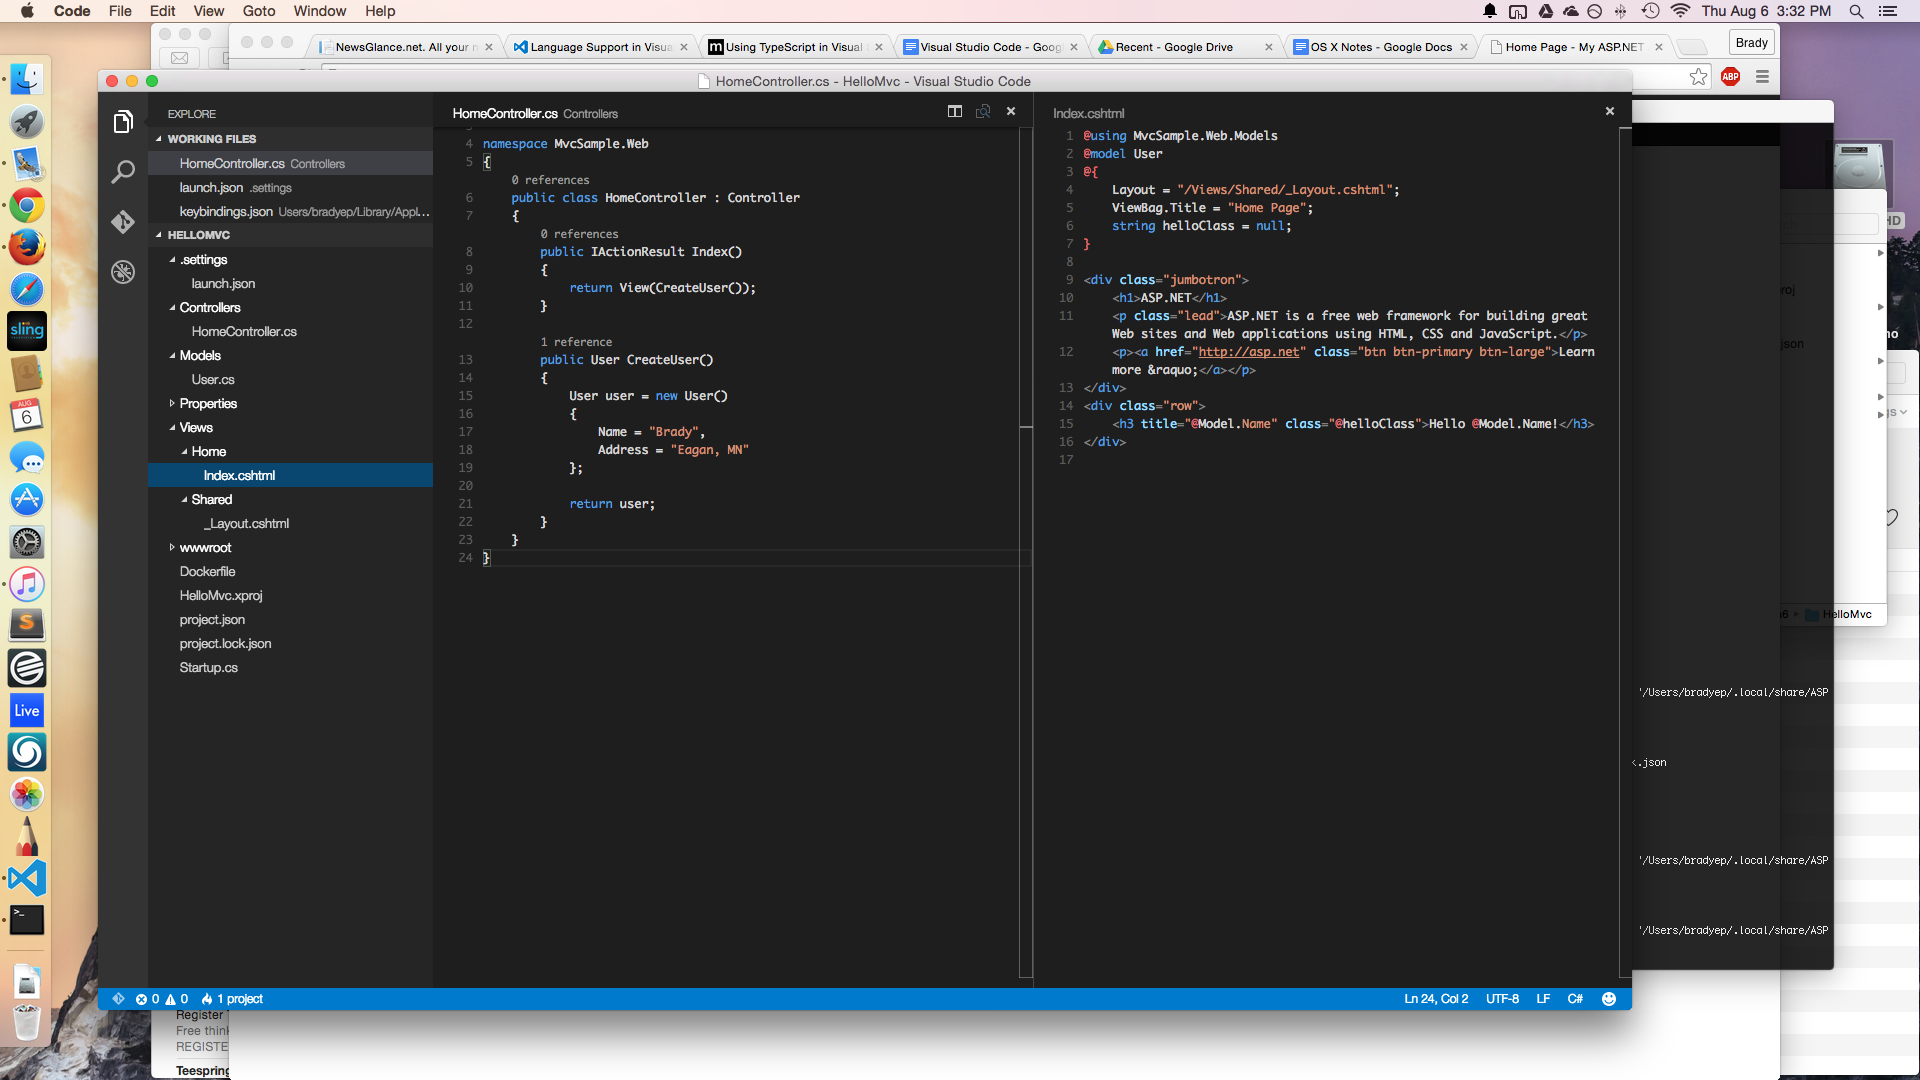 Code File Edit View Goto Window Help
Thu Aug 6 3:32 PM
NewsGlance.net. All your n
Language Support in Visua
Using TypeScript in Visual
Visual Studio Code - Goog
Recent - Google Drive
OS X Notes - Google Docs
Home Page - My ASP.NET
Brady
ABP
HomeController.cs - HelloMvc - Visual Studio Code
EXPLORE
WORKING FILES
HomeController.cs Controllers
launch.json .settings
keybindings.json Users/bradyep/Library/Appl...
HELLOMVC
.settings
launch.json
Controllers
HomeController.cs
Models
User.cs
Properties
Views
Home
Index.cshtml
Shared
_Layout.cshtml
wwwroot
Dockerfile
HelloMvc.xproj
project.json
project.lock.json
Startup.cs
HomeController.cs Controllers
4 namespace MvcSample.Web
5 {
0 references
6 public class HomeController : Controller
7 {
0 references
8 public IActionResult Index()
9 {
10 return View(CreateUser());
11 }
12
1 reference
13 public User CreateUser()
14 {
15 User user = new User()
16 {
17 Name = "Brady",
18 Address = "Eagan, MN"
19 };
20
21 return user;
22 }
23 }
24 }
Index.cshtml
1 @using MvcSample.Web.Models
2 @model User
3 @{
4 Layout = "/Views/Shared/_Layout.cshtml";
5 ViewBag.Title = "Home Page";
6 string helloClass = null;
7 }
8
9 <div class="jumbotron">
10 <h1>ASP.NET</h1>
11 <p class="lead">ASP.NET is a free web framework for building great
Web sites and Web applications using HTML, CSS and JavaScript.</p>
12 <p><a href="http://asp.net" class="btn btn-primary btn-large">Learn
more &raquo;</a></p>
13 </div>
14 <div class="row">
15 <h3 title="@Model.Name" class="@helloClass">Hello @Model.Name!</h3>
16 </div>
17
0 0 1 project
Ln 24, Col 2 UTF-8 LF C#
sling
AUG
6
S
Live
HD
HelloMvc
'/Users/bradyep/.local/share/ASP
.json
'/Users/bradyep/.local/share/ASP
'/Users/bradyep/.local/share/ASP
Register
Free think
REGISTE
Teespring